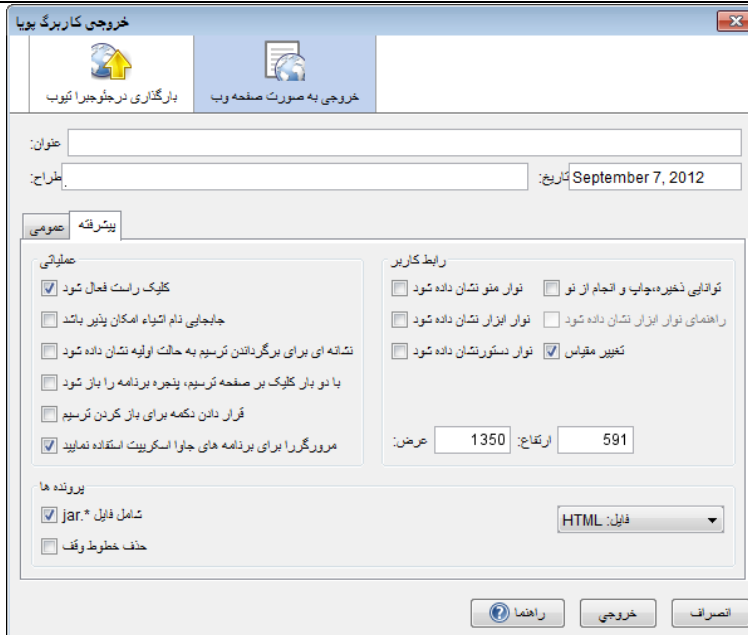 خروجی کاربرگ پویا
خروجی به صورت صفحه وب
بارگذاری در جئوجبرا تیوب
عنوان:
طراح: .
تاریخ: September 7, 2012
پیشرفته
عمومی
رابط کاربر
توانایی ذخیره،چاپ و انجام از نو
نوار منو نشان داده شود
راهنمای نوار ابزار نشان داده شود
نوار ابزار نشان داده شود
تغییر مقیاس
نوار دستورنشان داده شود
عرض: 1350
ارتفاع: 591
عملیاتی
کلیک راست فعال شود
جابجایی نام اشیاء امکان پذیر باشد
نشانه ای برای برگرداندن ترسیم به حالت اولیه نشان داده شود
با دو بار کلیک بر صفحه ترسیم، پنجره برنامه را باز شود
قرار دادن دکمه برای باز کردن ترسیم
مرورگررا برای برنامه های جاوا اسکریپت استفاده نمایید
پرونده ها
شامل فایل *.jar
حذف خطوط وقف
فایل: HTML
انصراف
خروجی
راهنما